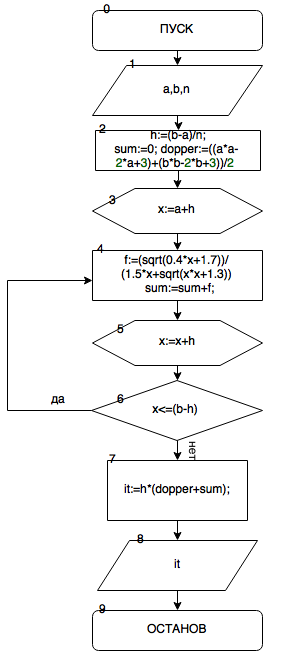 0
ПУСК
1
a,b,n
2
h:=(b-a)/n;
sum:=0; dopper:=((a*a-
2*a+3)+(b*b-2*b+3))/2
3
x:=a+h
4
f:=(sqrt(0.4*x+1.7))/
(1.5*x+sqrt(x*x+1.3))
sum:=sum+f;
5
x:=x+h
6
да
x<=(b-h)
нет
7
it:=h*(dopper+sum);
8
it
9
ОСТАНОВ